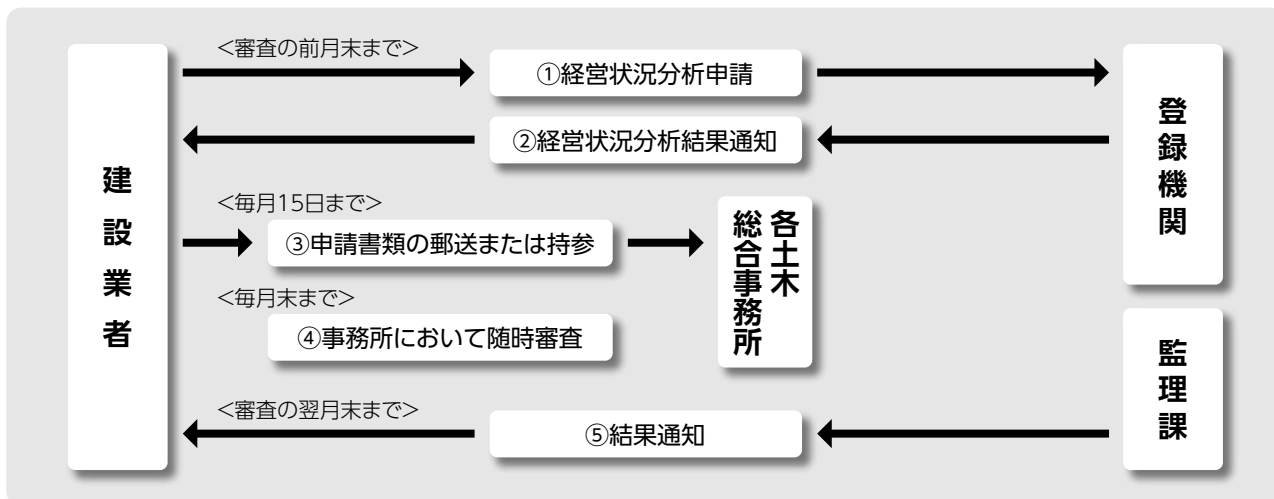 建設業者
<審査の前月末まで>
①経営状況分析申請
②経営状況分析結果通知
登録機関
<毎月15日まで>
③申請書類の郵送または持参
各土木
総合事務所
<毎月末まで>
④事務所において随時審査
<審査の翌月末まで>
⑤結果通知
監理課